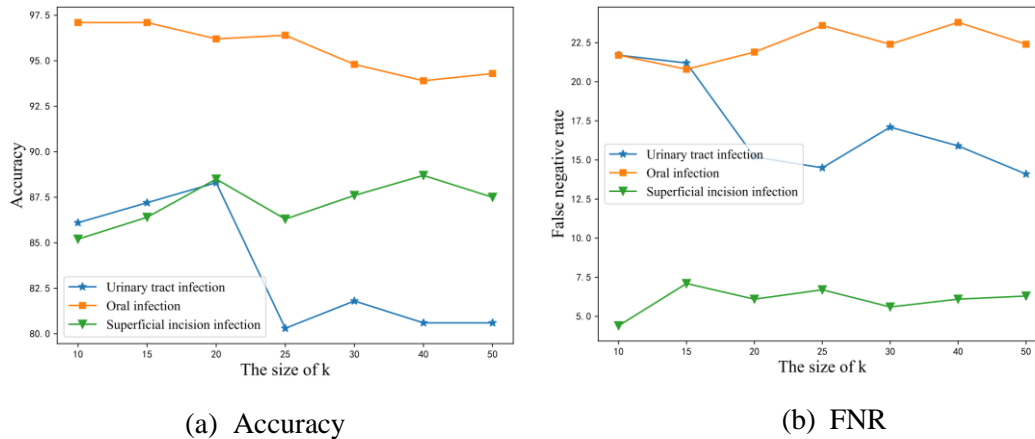 97.5
95.0
92.5
90.0
87.5
85.0
82.5
80.0
Accuracy
Urinary tract infection
Oral infection
Superficial incision infection
10 15 20 25 30 40 50
The size of k
(a) Accuracy
22.5
20.0
17.5
15.0
12.5
10.0
7.5
5.0
False negative rate
Urinary tract infection
Oral infection
Superficial incision infection
10 15 20 25 30 40 50
The size of k
(b) FNR